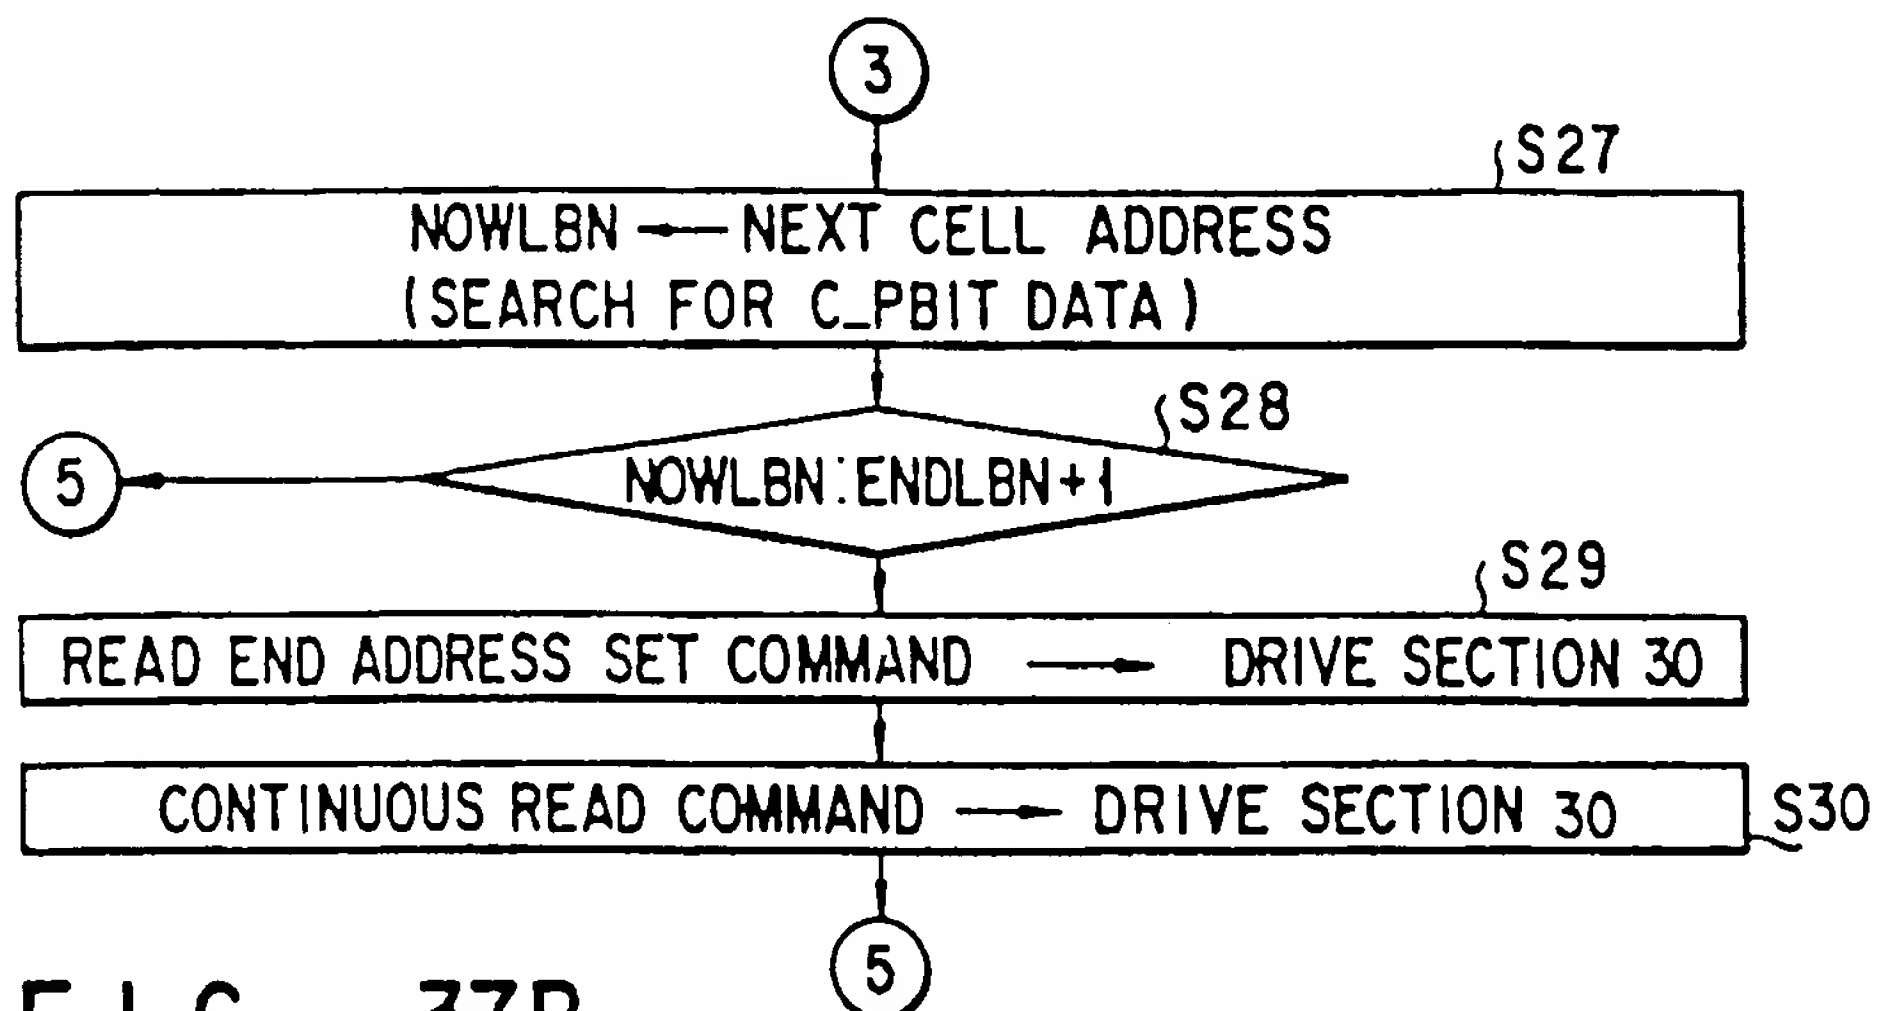 3
S27
NOWLBN ← NEXT CELL ADDRESS
(SEARCH FOR C_PBIT DATA)
S28
5
NOWLBN:ENDLBN+1
S29
READ END ADDRESS SET COMMAND → DRIVE SECTION 30
CONTINUOUS READ COMMAND → DRIVE SECTION 30
S30
5